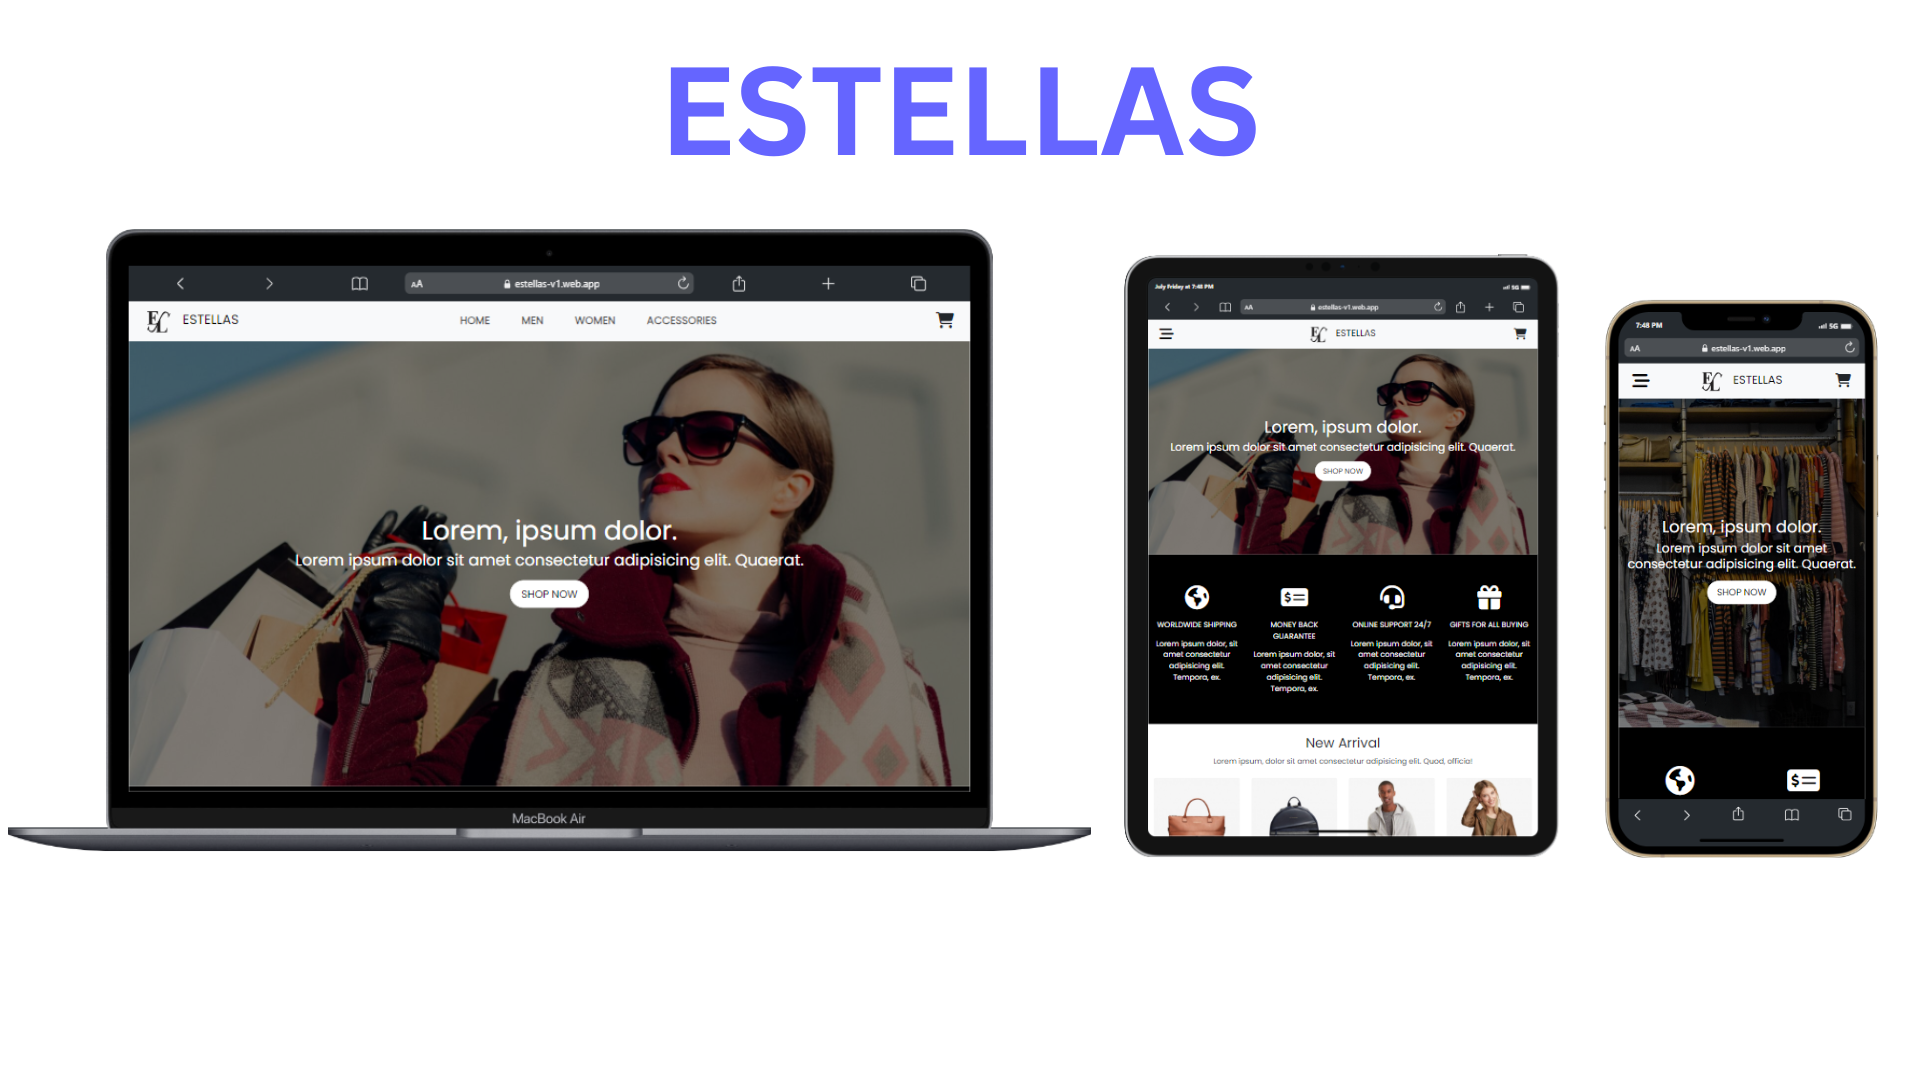 ESTELLAS
AA estellas-v1.web.app
EL ESTELLAS HOME MEN WOMEN ACCESSORIES
Lorem, ipsum dolor.
Lorem ipsum dolor sit amet consectetur adipisicing elit. Quaerat.
SHOP NOW
MacBook Air
July Friday at 7:48 PM 5G
AA estellas-v1.web.app
EL ESTELLAS
Lorem, ipsum dolor.
Lorem ipsum dolor sit amet consectetur adipisicing elit. Quaerat.
SHOP NOW
WORLDWIDE SHIPPING
Lorem ipsum dolor, sit
amet consectetur
adipisicing elit.
Tempora, ex.
MONEY BACK
GUARANTEE
Lorem ipsum dolor, sit
amet consectetur
adipisicing elit.
Tempora, ex.
ONLINE SUPPORT 24/7
Lorem ipsum dolor, sit
amet consectetur
adipisicing elit.
Tempora, ex.
GIFTS FOR ALL BUYING
Lorem ipsum dolor, sit
amet consectetur
adipisicing elit.
Tempora, ex.
New Arrival
Lorem ipsum, dolor sit amet consectetur adipisicing elit. Quod, officia!
7:48 PM 5G
AA estellas-v1.web.app
EL ESTELLAS
Lorem, ipsum dolor.
Lorem ipsum dolor sit amet
consectetur adipisicing elit. Quaerat.
SHOP NOW